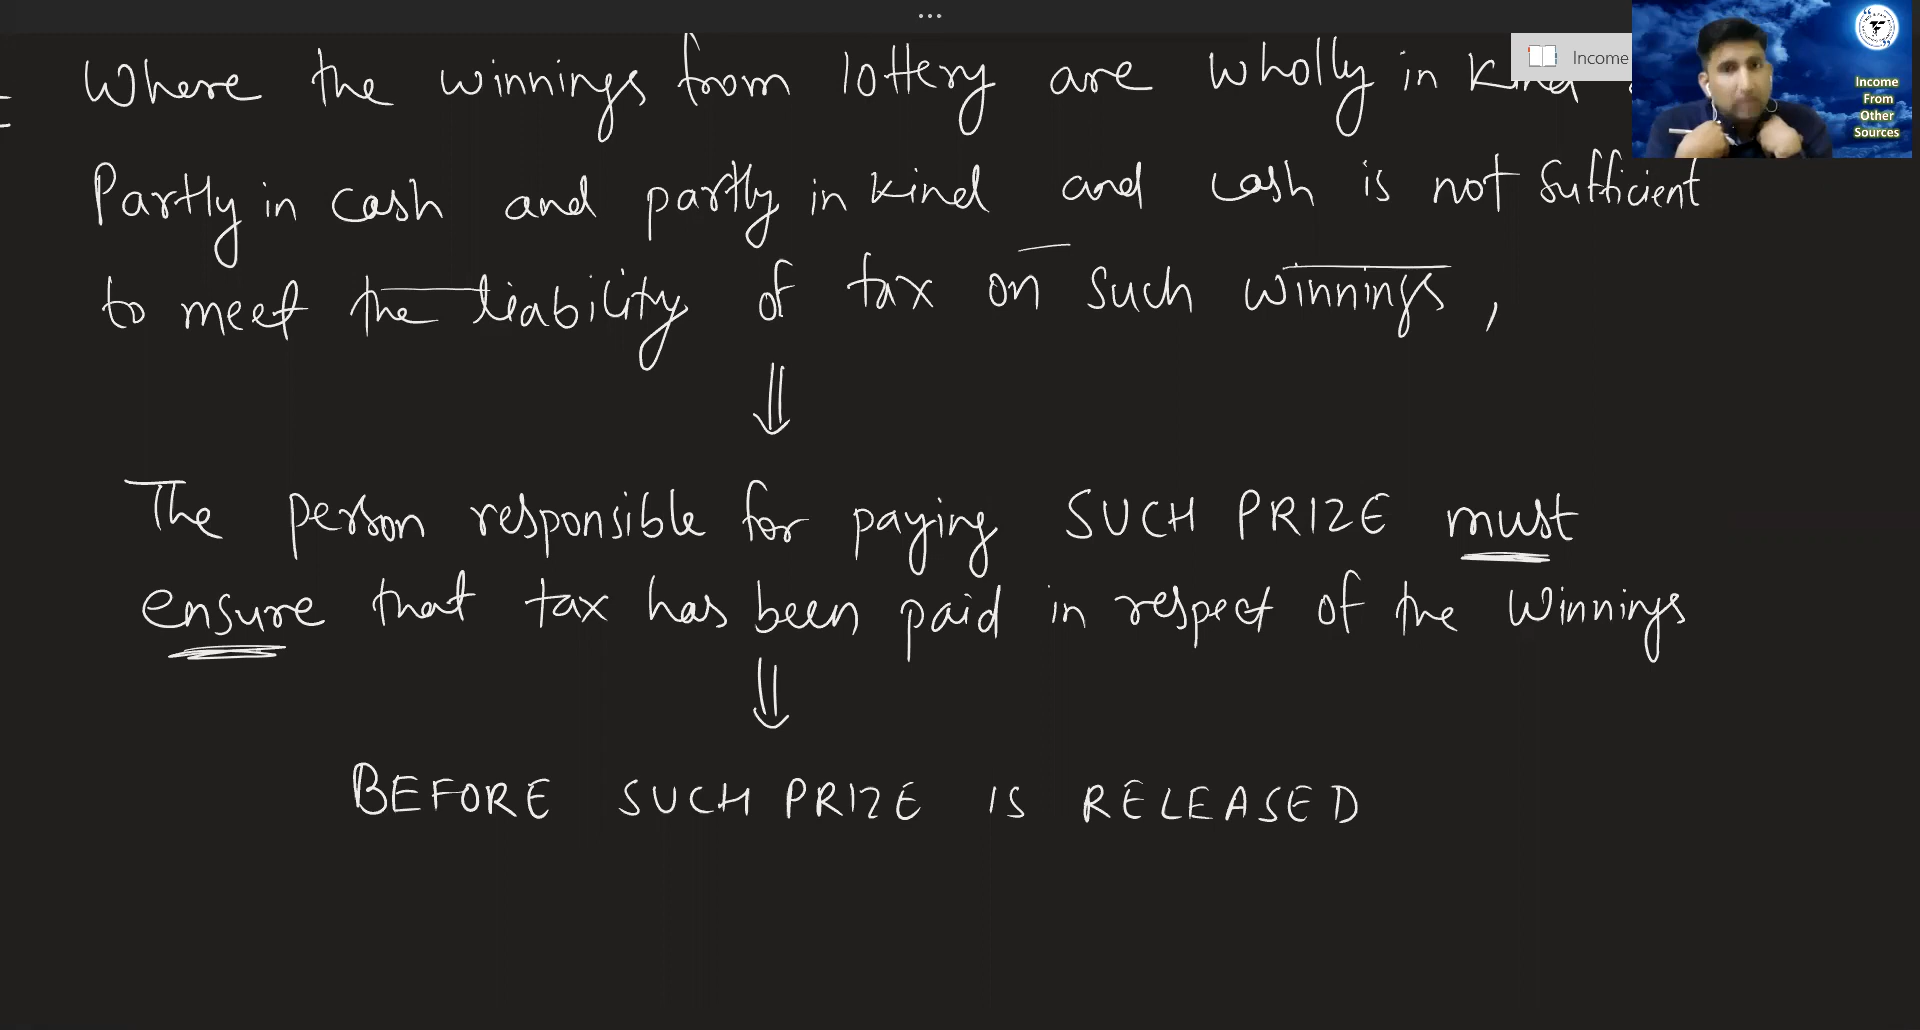 Where the winnings from lottery are wholly in kind
Partly in cash and partly in kind and cash is not sufficient
to meet the liability of tax on such winnings,
The person responsible for paying SUCH PRIZE must
ensure that tax has been paid in respect of the winnings
BEFORE SUCH PRIZE IS RELEASED
Income
Income
From
Other
Sources